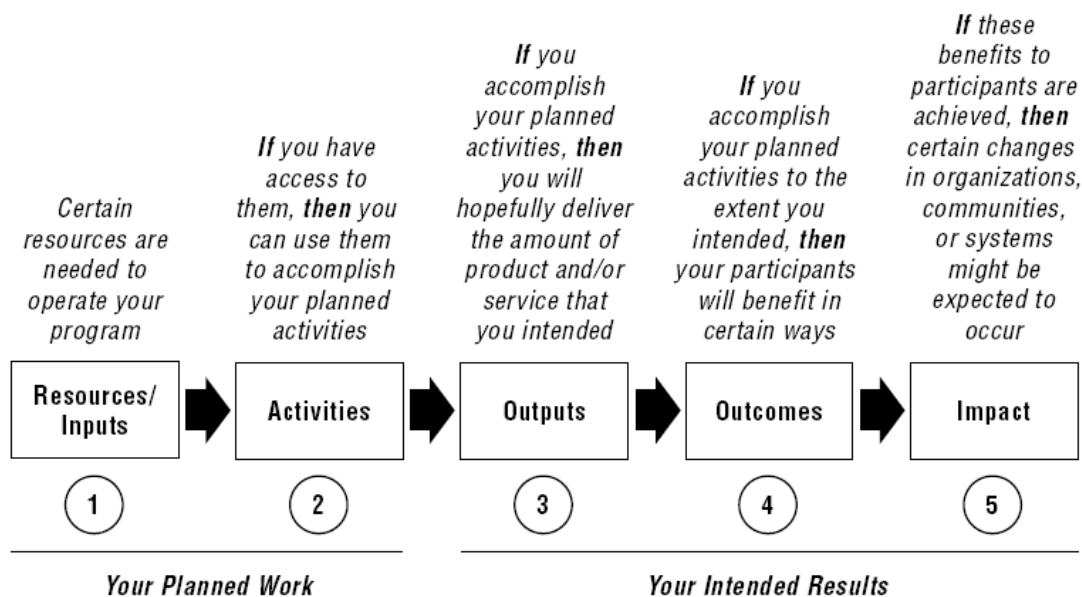 Certain
resources are
needed to
operate your
program
If you have
access to
them, then you
can use them
to accomplish
your planned
activities
If you
accomplish
your planned
activities, then
you will
hopefully deliver
the amount of
product and/or
service that
you intended
If you
accomplish
your planned
activities to the
extent you
intended, then
your participants
will benefit in
certain ways
If these
benefits to
participants are
achieved, then
certain changes
in organizations,
communities,
or systems
might be
expected to
occur
Resources/
Inputs
Activities
Outputs
Outcomes
Impact
1
2
3
4
5
Your Planned Work
Your Intended Results